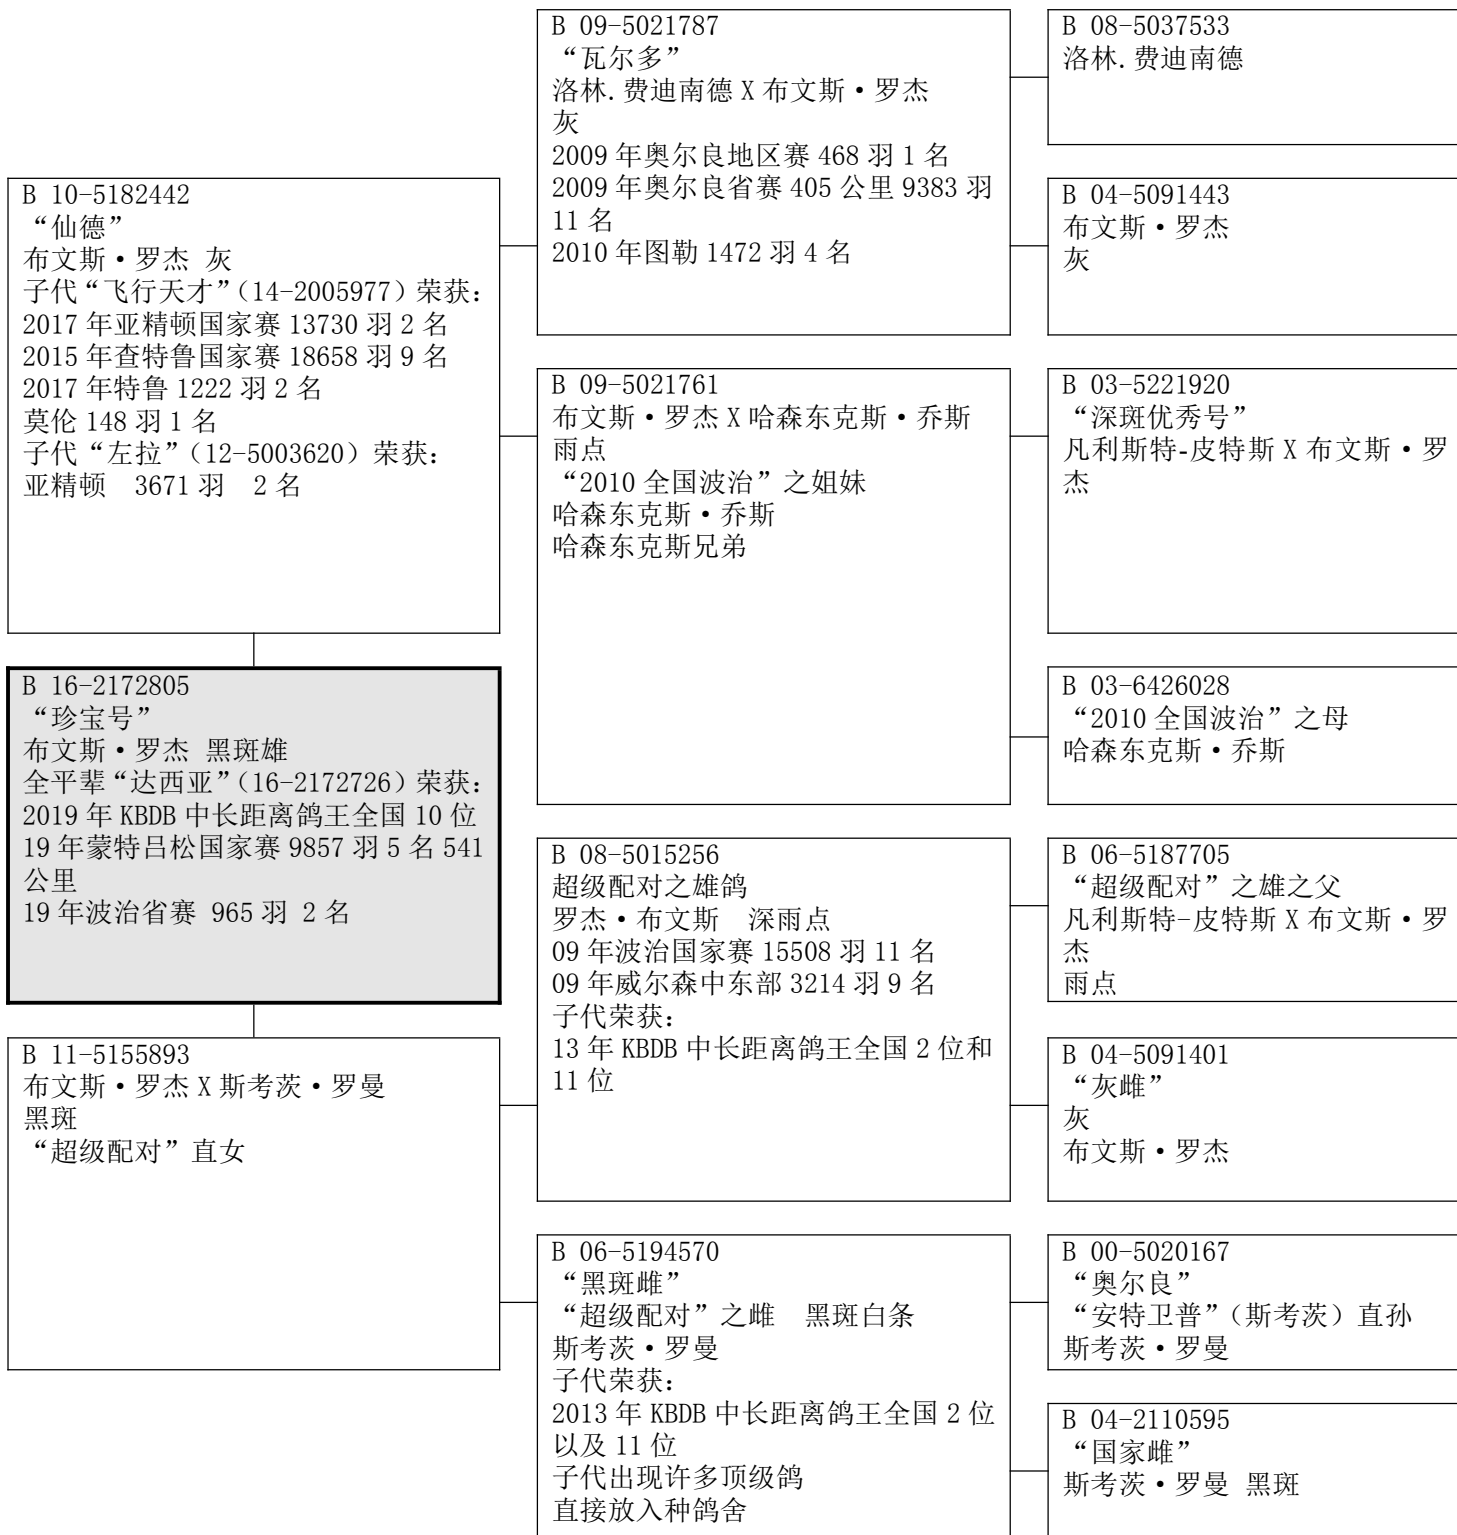 B 10-5182442
“仙德”
布文斯·罗杰 灰
子代“飞行天才”（14-2005977）荣获：
2017 年亚精顿国家赛 13730 羽 2 名
2015 年查特鲁国家赛 18658 羽 9 名
2017 年特鲁 1222 羽 2 名
莫伦 148 羽 1 名
子代“左拉”（12-5003620）荣获：
亚精顿 3671 羽 2 名
B 16-2172805
“珍宝号”
布文斯·罗杰 黑斑雄
全平辈“达西亚”（16-2172726）荣获：
2019 年 KBDB 中长距离鸽王全国 10 位
19 年蒙特吕松国家赛 9857 羽 5 名 541
公里
19 年波治省赛 965 羽 2 名
B 11-5155893
布文斯·罗杰 X 斯考茨·罗曼
黑斑
“超级配对”直女
B 09-5021787
“瓦尔多”
洛林.费迪南德 X 布文斯·罗杰
灰
2009 年奥尔良地区赛 468 羽 1 名
2009 年奥尔良省赛 405 公里 9383 羽
11 名
2010 年图勒 1472 羽 4 名
B 09-5021761
布文斯·罗杰 X 哈森东克斯·乔斯
雨点
“2010 全国波治”之姐妹
哈森东克斯·乔斯
哈森东克斯兄弟
B 08-5015256
超级配对之雄鸽
罗杰·布文斯 深雨点
09 年波治国家赛 15508 羽 11 名
09 年威尔森中东部 3214 羽 9 名
子代荣获：
13 年 KBDB 中长距离鸽王全国 2 位和
11 位
B 06-5194570
“黑斑雌”
“超级配对”之雌 黑斑白条
斯考茨·罗曼
子代荣获：
2013 年 KBDB 中长距离鸽王全国 2 位
以及 11 位
子代出现许多顶级鸽
直接放入种鸽舍
B 08-5037533
洛林.费迪南德
B 04-5091443
布文斯·罗杰
灰
B 03-5221920
“深斑优秀号”
凡利斯特-皮特斯 X 布文斯·罗
杰
B 03-6426028
“2010 全国波治”之母
哈森东克斯·乔斯
B 06-5187705
“超级配对”之雄之父
凡利斯特-皮特斯 X 布文斯·罗
杰
雨点
B 04-5091401
“灰雌”
灰
布文斯·罗杰
B 00-5020167
“奥尔良”
“安特卫普”（斯考茨）直孙
斯考茨·罗曼
B 04-2110595
“国家雌”
斯考茨·罗曼 黑斑